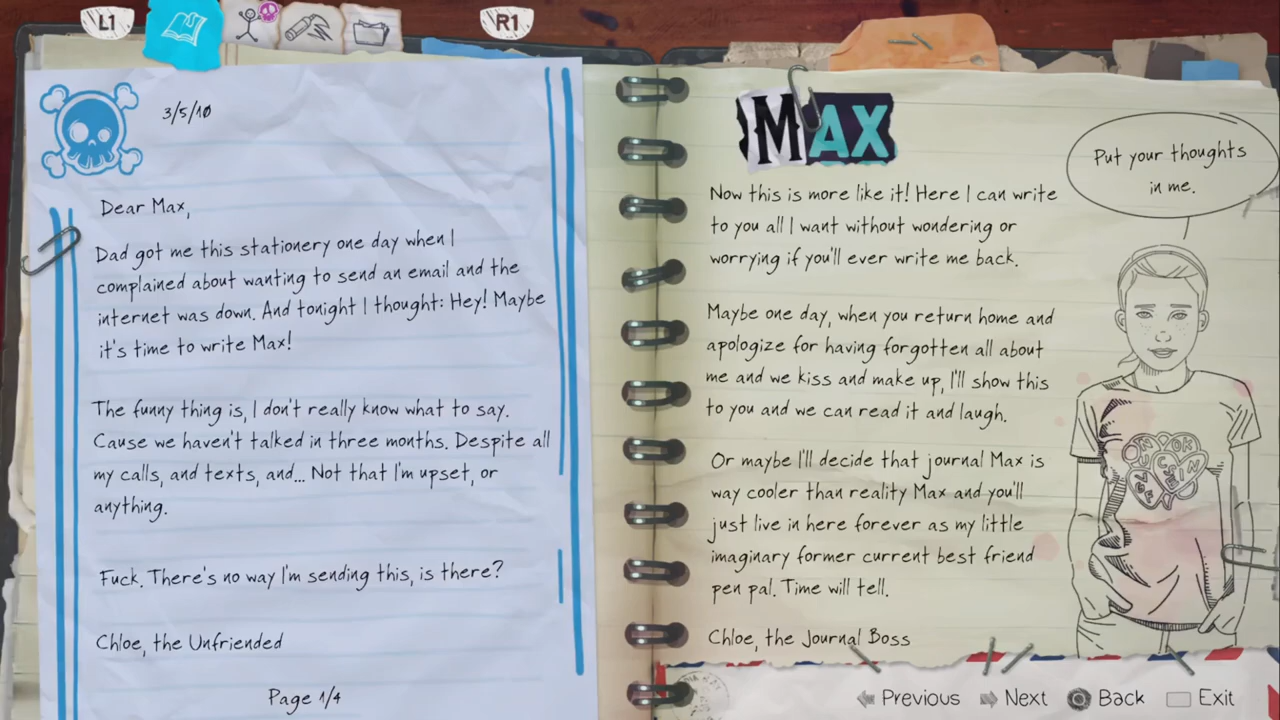 L1
R1
3/5/10
Dear Max,
Dad got me this stationery one day when I
complained about wanting to send an email and the
internet was down. And tonight I thought: Hey! Maybe
it's time to write Max!
The funny thing is, I don't really know what to say.
Cause we haven't talked in three months. Despite all
my calls, and texts, and... Not that I'm upset, or
anything.
Fuck. There's no way I'm sending this, is there?
Chloe, the Unfriended
Page 1/4
MAX
Now this is more like it! Here I can write
to you all I want without wondering or
worrying if you'll ever write me back.
Maybe one day, when you return home and
apologize for having forgotten all about
me and we kiss and make up, I'll show this
to you and we can read it and laugh.
Or maybe I'll decide that journal Max is
way cooler than reality Max and you'll
just live in here forever as my little
imaginary former current best friend
pen pal. Time will tell.
Chloe, the Journal Boss
Put your thoughts
in me.
Previous
Next
Back
Exit